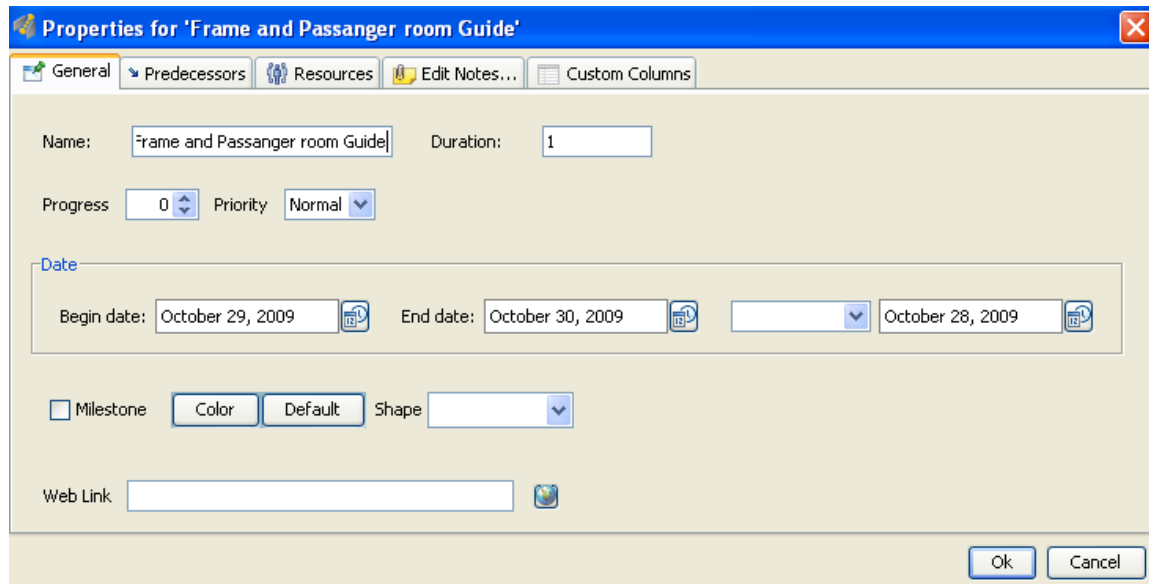 Properties for 'Frame and Passanger room Guide'
General Predecessors Resources Edit Notes... Custom Columns
Name: Frame and Passanger room Guide Duration: 1
Progress 0 Priority Normal
Date
Begin date: October 29, 2009 End date: October 30, 2009 October 28, 2009
Milestone Color Default Shape
Web Link
Ok Cancel